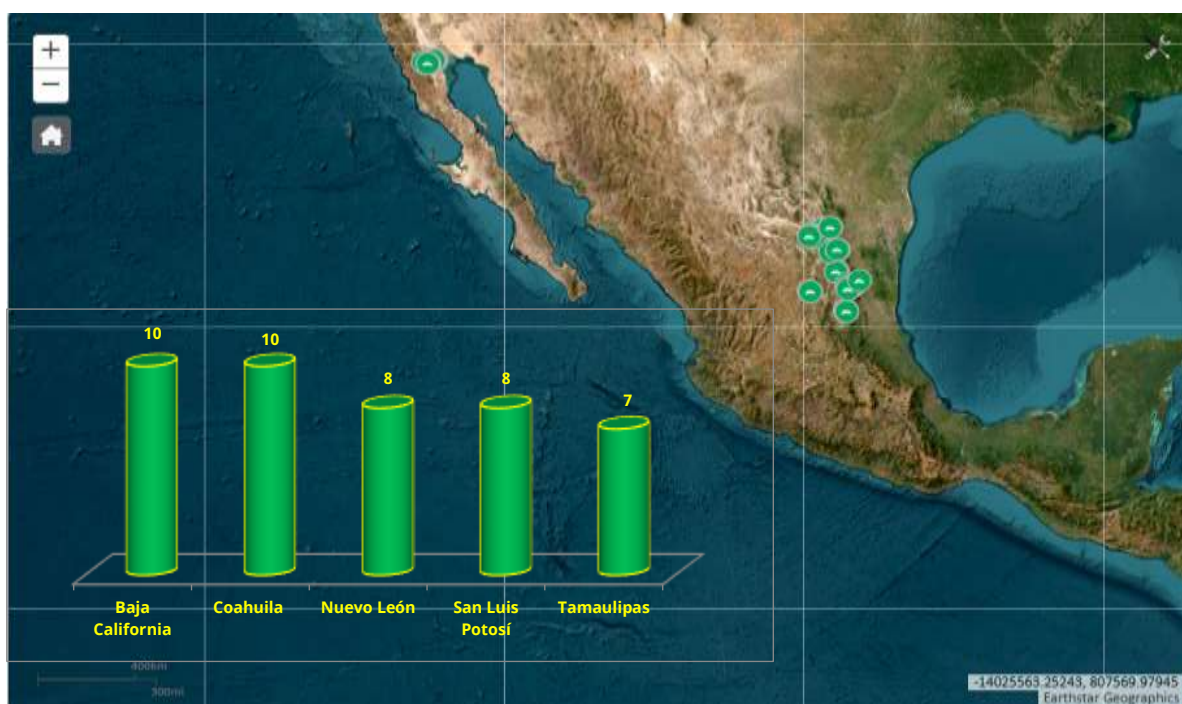 +
−
10
10
8
8
7
Baja
California
Coahuila
Nuevo León
San Luis
Potosí
Tamaulipas
300mi
-14025563.25243, 807569.97945
Earthstar Geographics